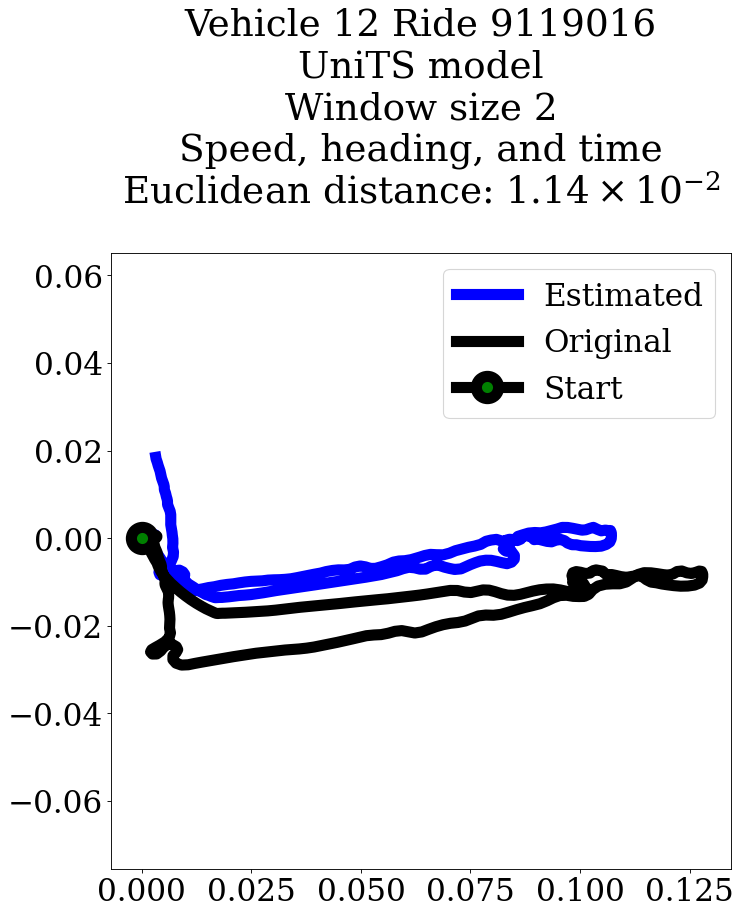 Vehicle 12 Ride 9119016
UniTS model
Window size 2
Speed, heading, and time
Euclidean distance: 1.14 × 10⁻²
Estimated
Original
Start
0.06
0.04
0.02
0.00
−0.02
−0.04
−0.06
0.000 0.025 0.050 0.075 0.100 0.125